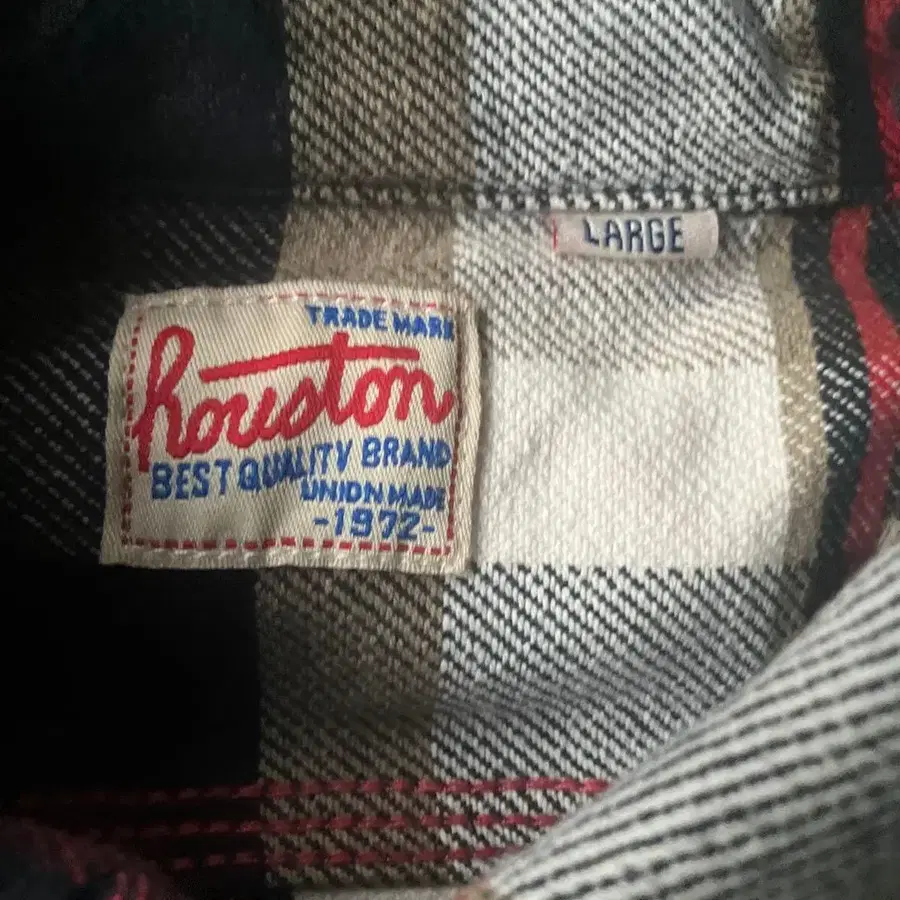 LARGE
TRADE MARK
houston
BEST QUALITY BRAND
UNION MADE
-1972-